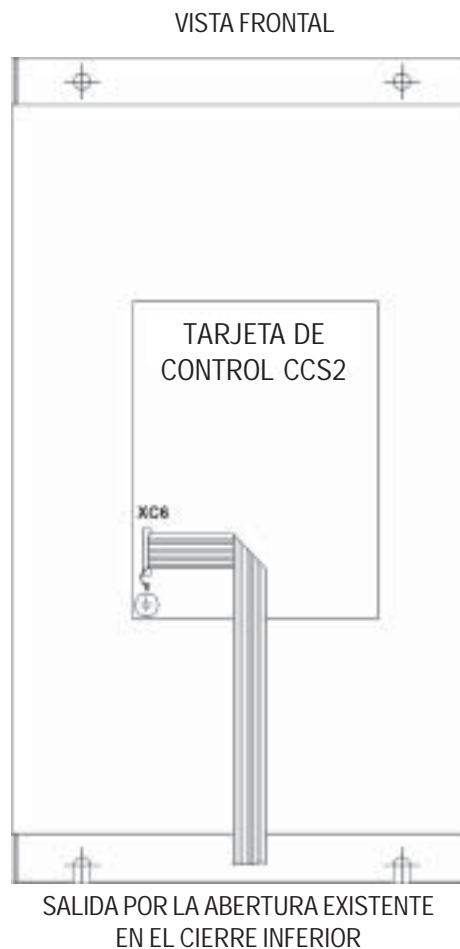 VISTA FRONTAL
TARJETA DE
CONTROL CCS2
XC6
SALIDA POR LA ABERTURA EXISTENTE
EN EL CIERRE INFERIOR